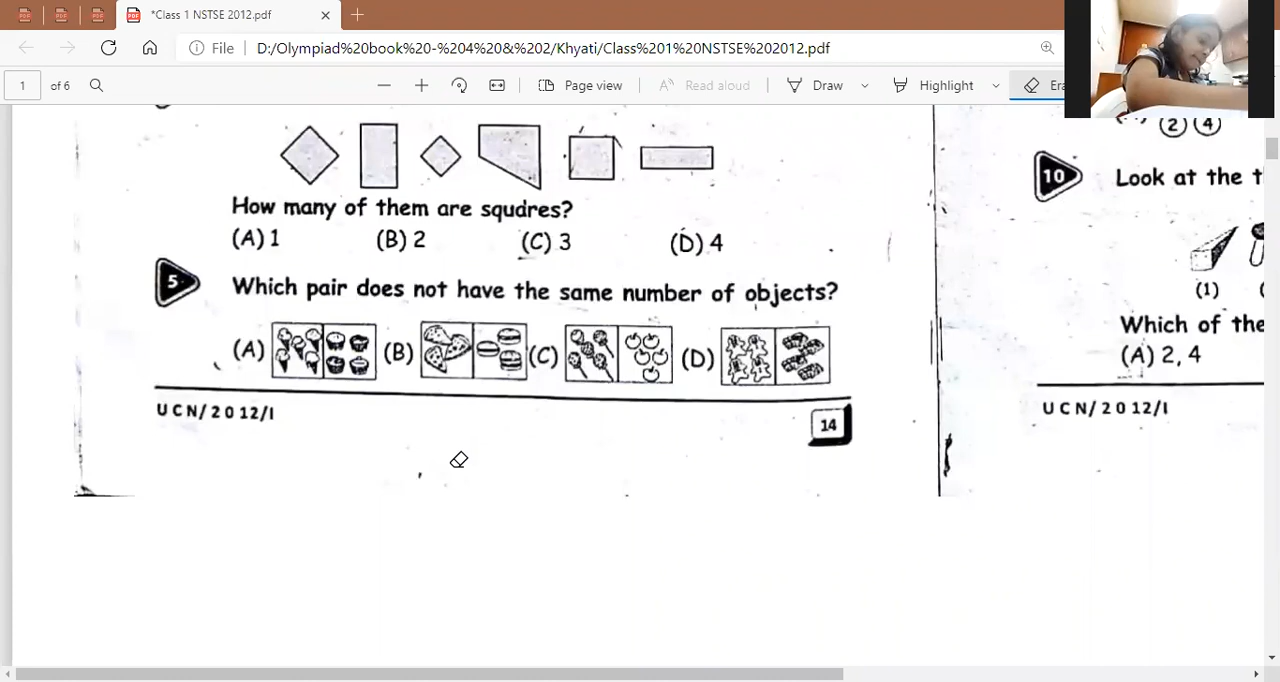 *Class 1 NSTSE 2012.pdf
File
D:/Olympiad%20book%20-%204%20&%202/Khyati/Class%201%20NSTSE%202012.pdf
1 of 6
Page view
Read aloud
Draw
Highlight
Era
How many of them are squdres?
(A) 1 (B) 2 (C) 3 (D) 4
5 Which pair does not have the same number of objects?
(A) (B) (C) (D)
UCN/2012/1
14
(2) (4)
10 Look at the t
(1)
Which of the
(A) 2, 4
UCN/2012/1